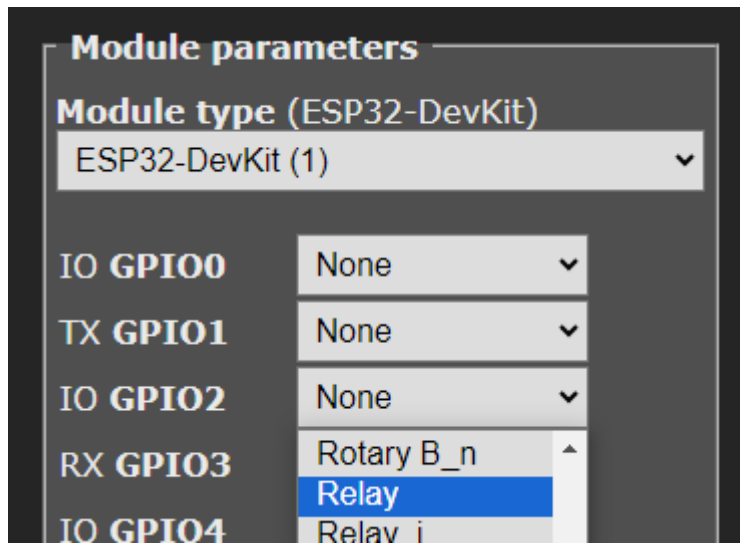 Module parameters
Module type (ESP32-DevKit)
ESP32-DevKit (1)
IO GPIO0 None
TX GPIO1 None
IO GPIO2 None
RX GPIO3 Rotary B_n
Relay
IO GPIO4 Relay_i